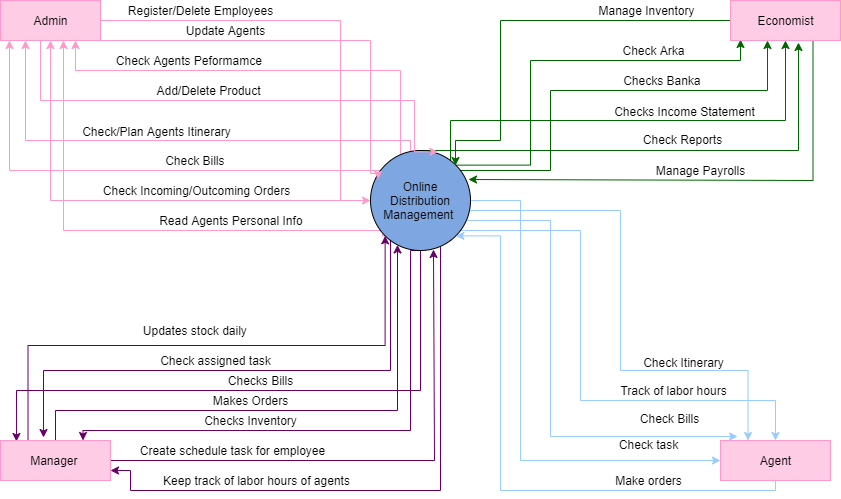 Admin
Register/Delete Employees
Update Agents
Check Agents Peformamce
Add/Delete Product
Check/Plan Agents Itinerary
Check Bills
Check Incoming/Outcoming Orders
Read Agents Personal Info
Manage Inventory
Economist
Check Arka
Checks Banka
Checks Income Statement
Check Reports
Manage Payrolls
Online
Distribution
Management
Updates stock daily
Check assigned task
Checks Bills
Makes Orders
Checks Inventory
Manager
Create schedule task for employee
Keep track of labor hours of agents
Check Itinerary
Track of labor hours
Check Bills
Check task
Agent
Make orders